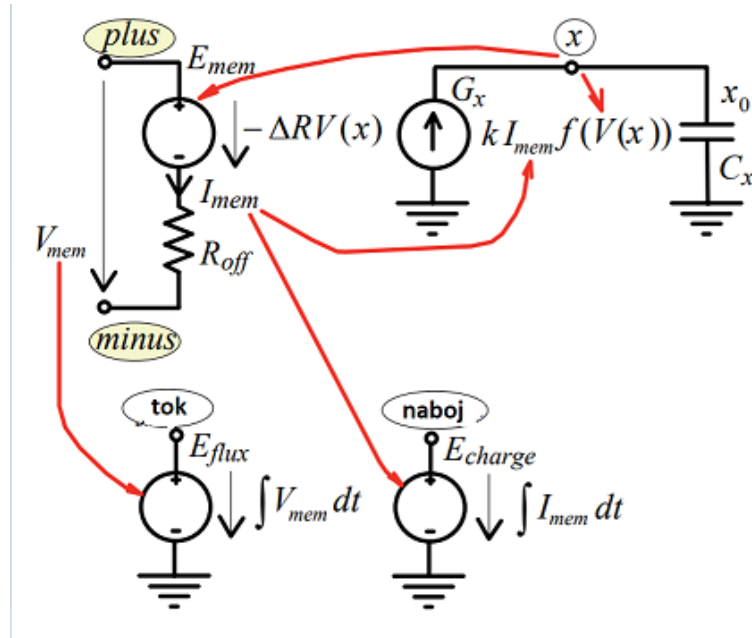 plus
E_mem
x
G_x
x_0
− ΔRV(x)
k I_mem f(V(x))
C_x
I_mem
V_mem
R_off
minus
tok
naboj
E_flux
E_charge
∫V_mem dt
∫I_mem dt